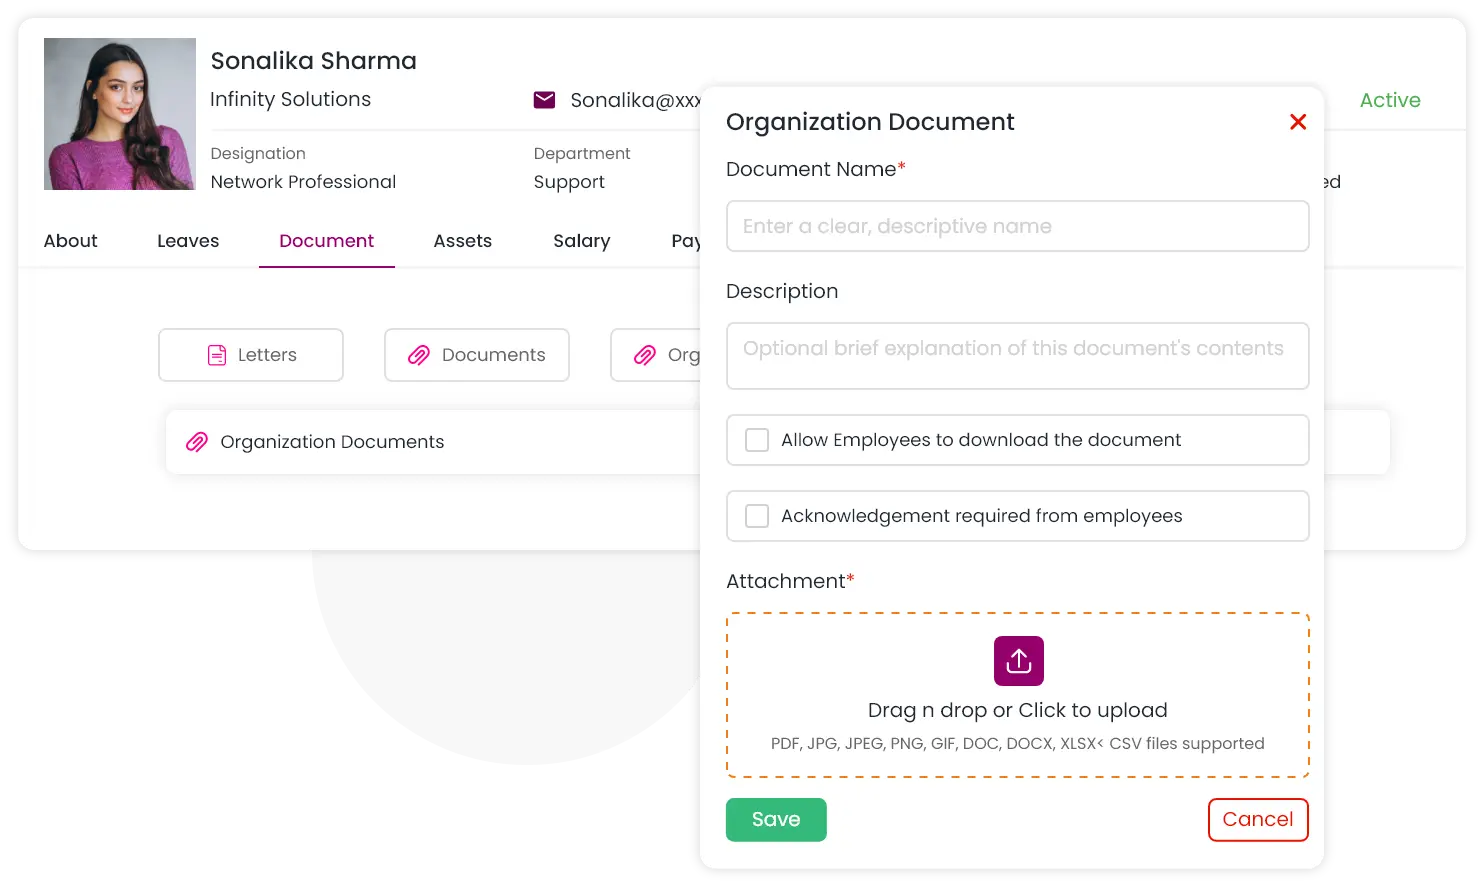 Sonalika Sharma
Infinity Solutions
Sonalika@xxx
Active
Designation
Department
Network Professional
Support
About
Leaves
Document
Assets
Salary
Pay
Letters
Documents
Org
Organization Documents
Organization Document
Document Name*
Enter a clear, descriptive name
Description
Optional brief explanation of this document's contents
Allow Employees to download the document
Acknowledgement required from employees
Attachment*
Drag n drop or Click to upload
PDF, JPG, JPEG, PNG, GIF, DOC, DOCX, XLSX< CSV files supported
Save
Cancel